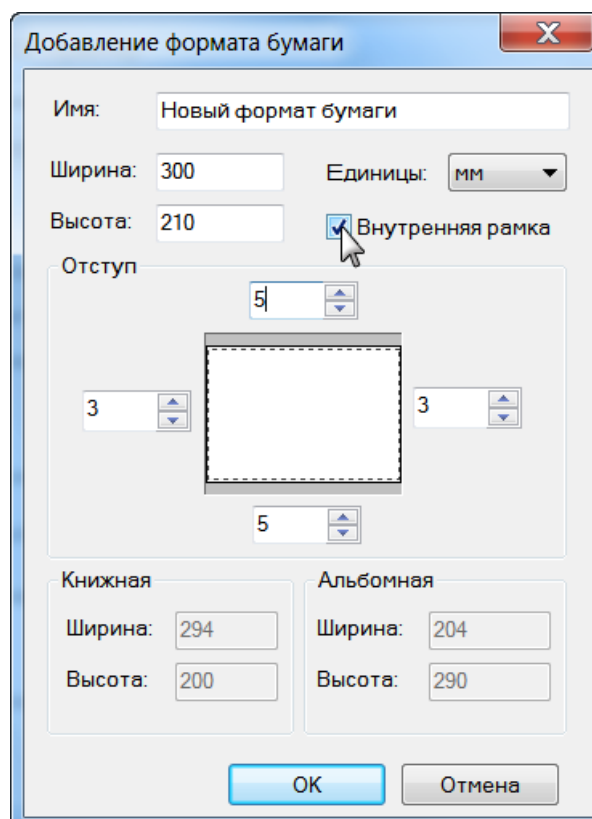 Добавление формата бумаги
Имя: Новый формат бумаги
Ширина: 300 Единицы: мм
Высота: 210 Внутренняя рамка
Отступ
5
3 3
5
Книжная Альбомная
Ширина: 294 Ширина: 204
Высота: 200 Высота: 290
OK Отмена